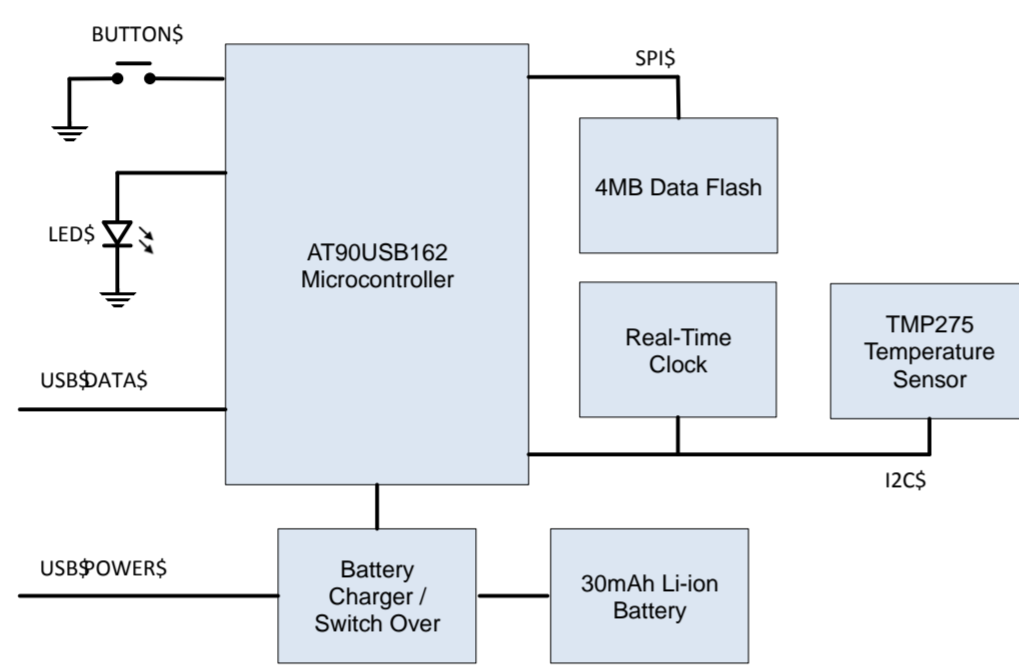 BUTTON$
SPI$
4MB Data Flash
LED$
AT90USB162
Microcontroller
Real-Time
Clock
TMP275
Temperature
Sensor
USB$DATA$
I2C$
USB$POWER$
Battery
Charger /
Switch Over
30mAh Li-ion
Battery